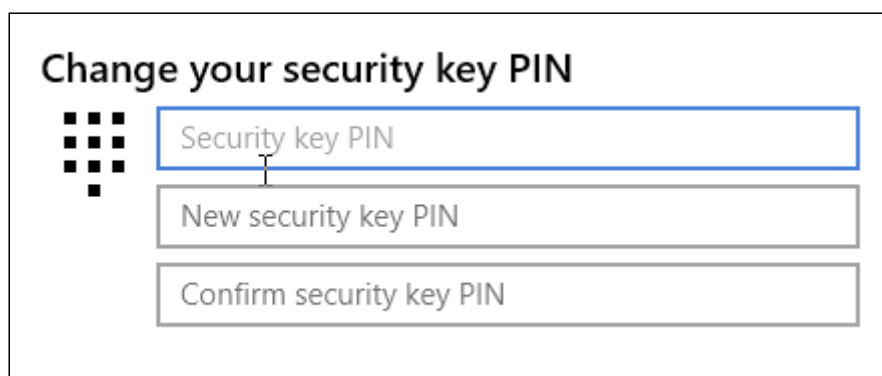 Change your security key PIN
Security key PIN
New security key PIN
Confirm security key PIN